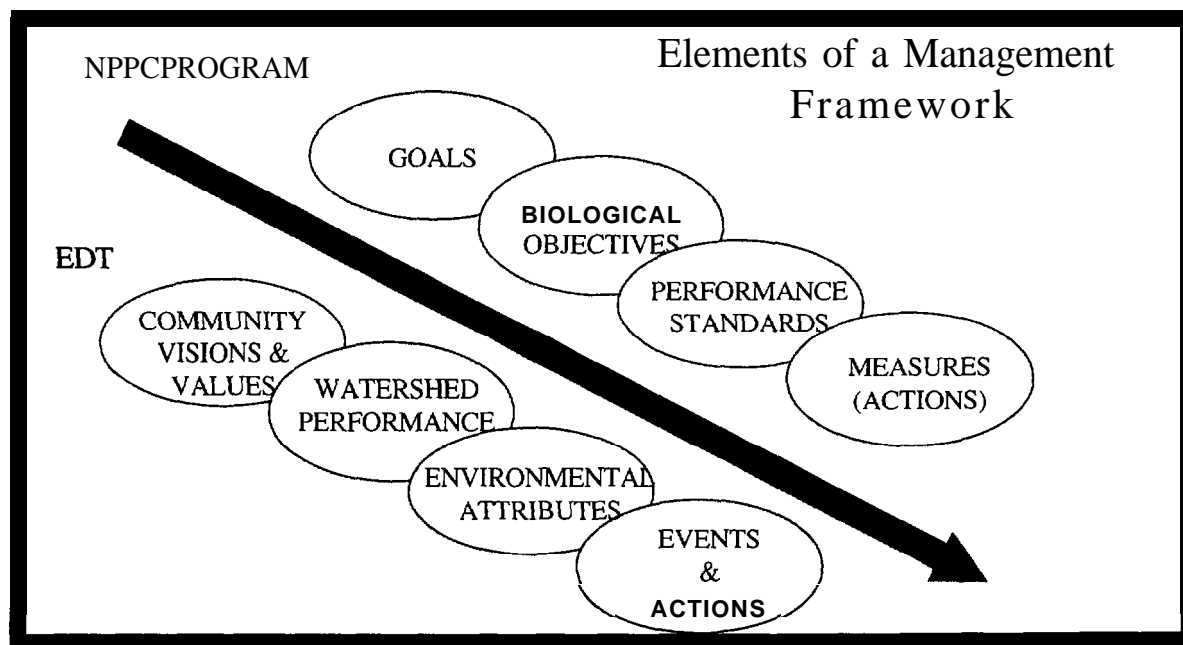 NPPCPROGRAM
Elements of a Management
Framework
GOALS
BIOLOGICAL
OBJECTIVES
PERFORMANCE
STANDARDS
MEASURES
(ACTIONS)
EDT
COMMUNITY
VISIONS &
VALUES
WATERSHED
PERFORMANCE
ENVIRONMENTAL
ATTRIBUTES
EVENTS
&
ACTIONS